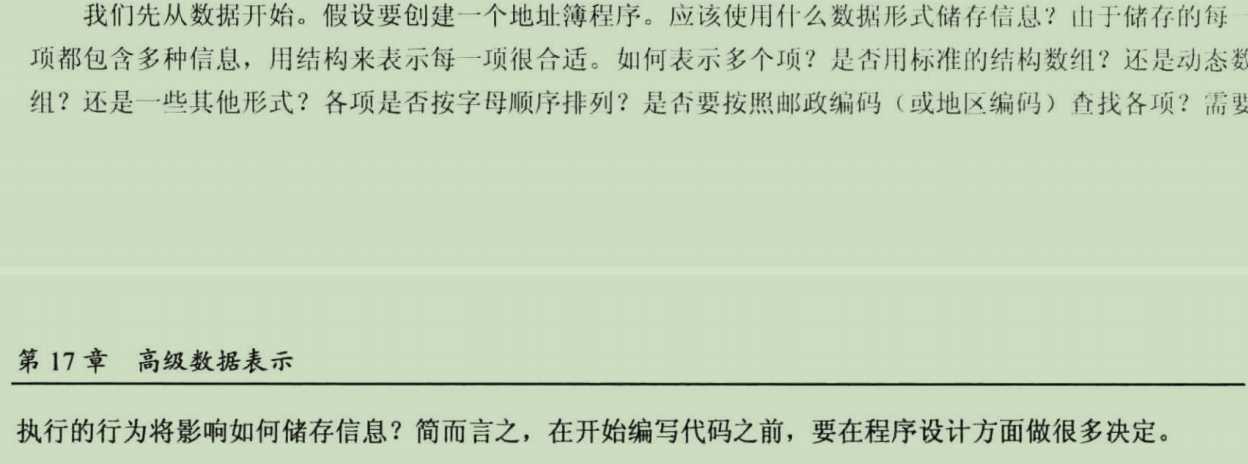 我们先从数据开始。假设要创建一个地址簿程序。应该使用什么数据形式储存信息？由于储存的每一
项都包含多种信息，用结构来表示每一项很合适。如何表示多个项？是否用标准的结构数组？还是动态数
组？还是一些其他形式？各项是否按字母顺序排列？是否要按照邮政编码（或地区编码）查找各项？需要
第 17 章 高级数据表示
执行的行为将影响如何储存信息？简而言之，在开始编写代码之前，要在程序设计方面做很多决定。